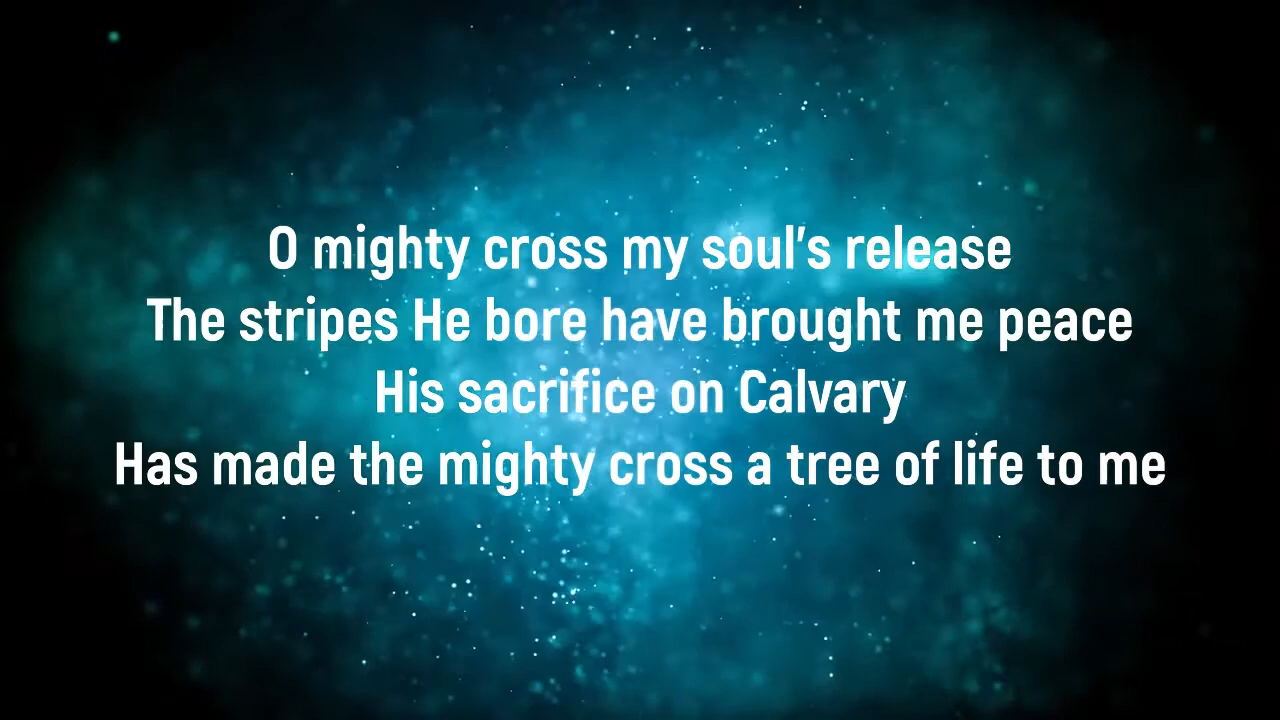 O mighty cross my soul's release
The stripes He bore have brought me peace
His sacrifice on Calvary
Has made the mighty cross a tree of life to me